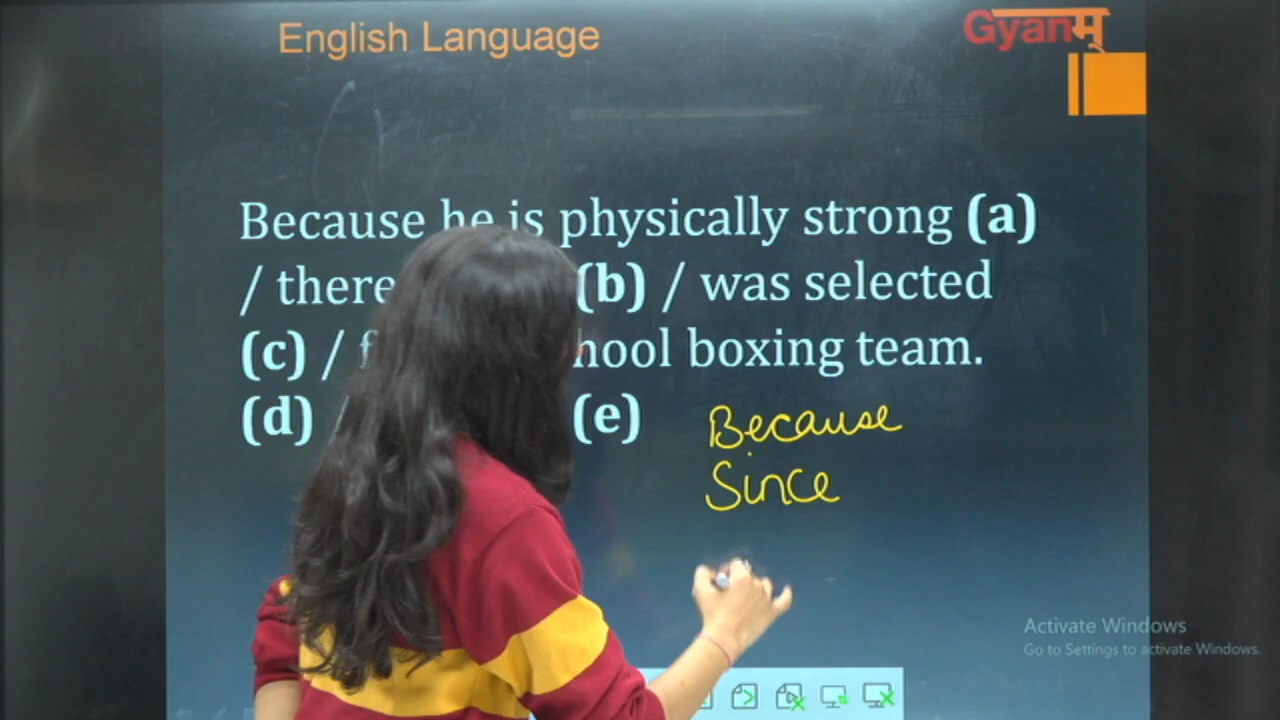 English Language
Gyanम्
Because he is physically strong (a)
/ there (b) / was selected
(c) / hool boxing team.
(d) (e)
Because
Since
Activate Windows
Go to Settings to activate Windows.